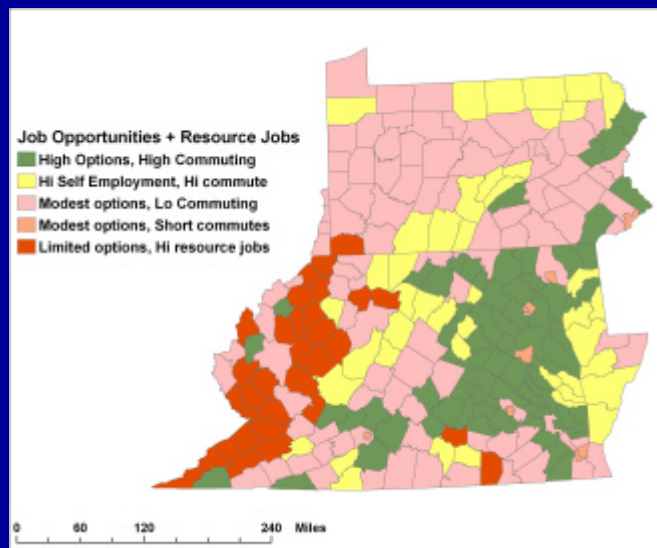 Job Opportunities + Resource Jobs
High Options, High Commuting
Hi Self Employment, Hi commute
Modest options, Lo Commuting
Modest options, Short commutes
Limited options, Hi resource jobs
0 60 120 240 Miles